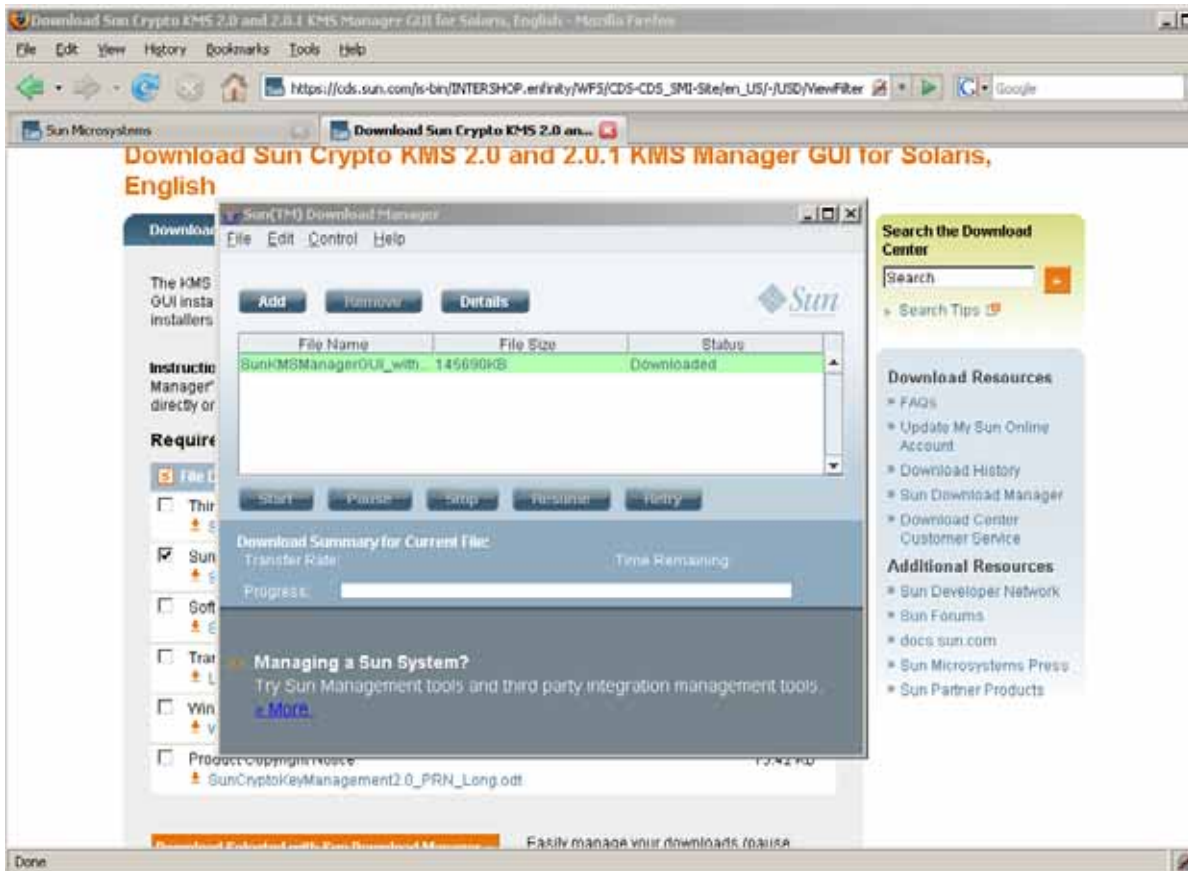 Download Sun Crypto KMS 2.0 and 2.0.1 KMS Manager GUI for Solaris, English - Mozilla Firefox
File Edit View History Bookmarks Tools Help
https://cds.sun.com/is-bin/INTERSHOP.enfinity/WFS/CDS-CDS_SMI-Site/en_US/-/USD/ViewFilter
Google
Sun Microsystems
Download Sun Crypto KMS 2.0 an...
Download Sun Crypto KMS 2.0 and 2.0.1 KMS Manager GUI for Solaris,
English
Downloa
The KMS
GUI insta
installers
Instructio
Manager"
directly or
Require
File D
Thir
Sun
Soft
Tran
Win
Product Copyright Notice
SunCryptoKeyManagement2.0_PRN_Long.odt
Easily manage your downloads (pause
Sun(TM) Download Manager
File Edit Control Help
Add Remove Details
Sun
File Name File Size Status
SunKMSManagerGUI_with... 145690KB Downloaded
Start Pause Stop Resume Retry
Download Summary for Current File:
Transfer Rate: Time Remaining:
Progress:
Managing a Sun System?
Try Sun Management tools and third party integration management tools.
» More
Search the Download
Center
Search
» Search Tips
Download Resources
FAQs
Update My Sun Online
Account
Download History
Sun Download Manager
Download Center
Customer Service
Additional Resources
Sun Developer Network
Sun Forums
docs.sun.com
Sun Microsystems Press
Sun Partner Products
Done